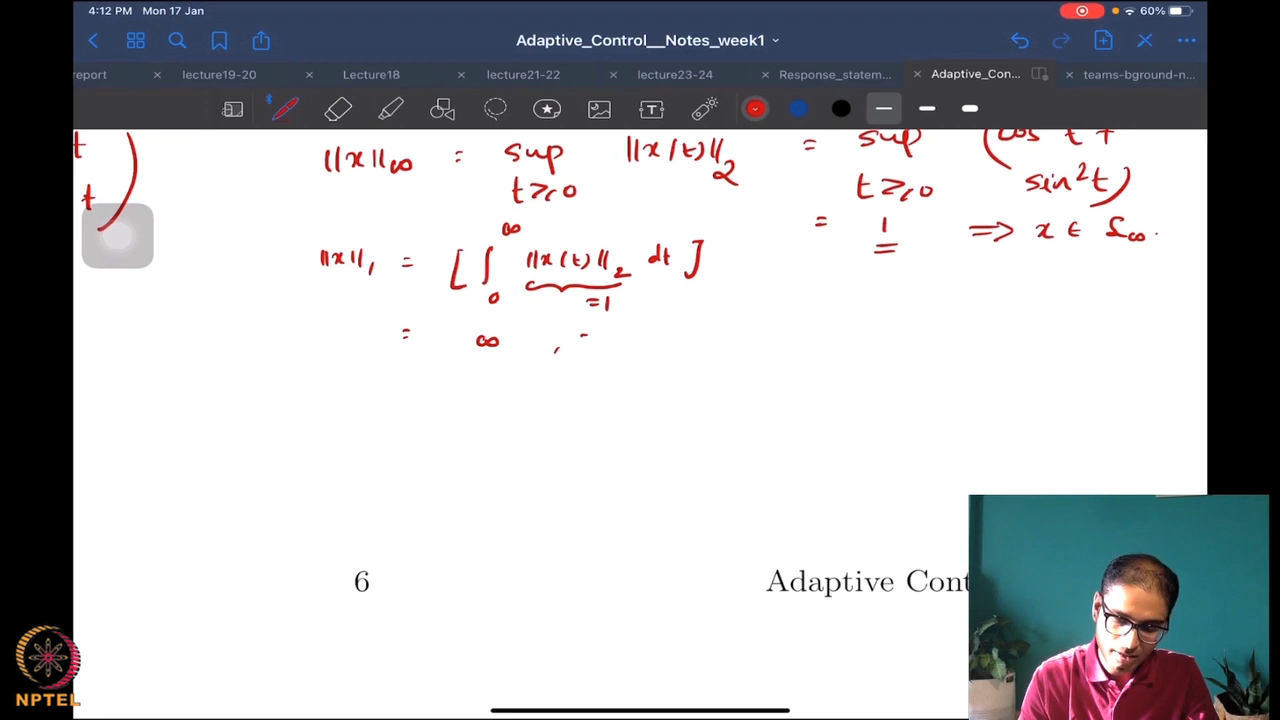 4:12 PM Mon 17 Jan 60%
Adaptive_Control__Notes_week1
report lecture19-20 Lecture18 lecture21-22 lecture23-24 Response_statem... Adaptive_Con... teams-bground-n...
t ||x||∞ = sup t≥0 ||x(t)||₂ = sup t≥0 (cos²t + sin²t)
t = 1 ⇒ x ∈ L∞.
||x||₁ = [∫₀^∞ ||x(t)||₂ dt]
=1
= ∞ ,
6 Adaptive Cont
NPTEL